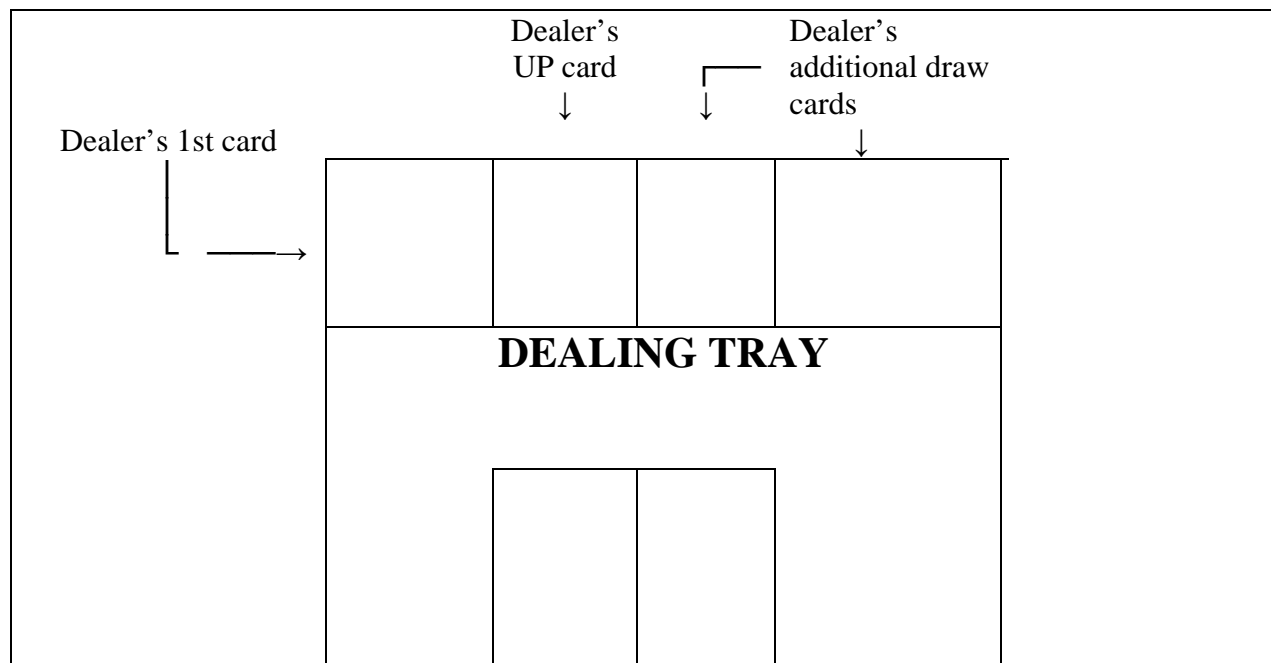 Dealer’s
UP card
↓
Dealer’s
additional draw
cards
↓
↓
Dealer’s 1st card
→
DEALING TRAY